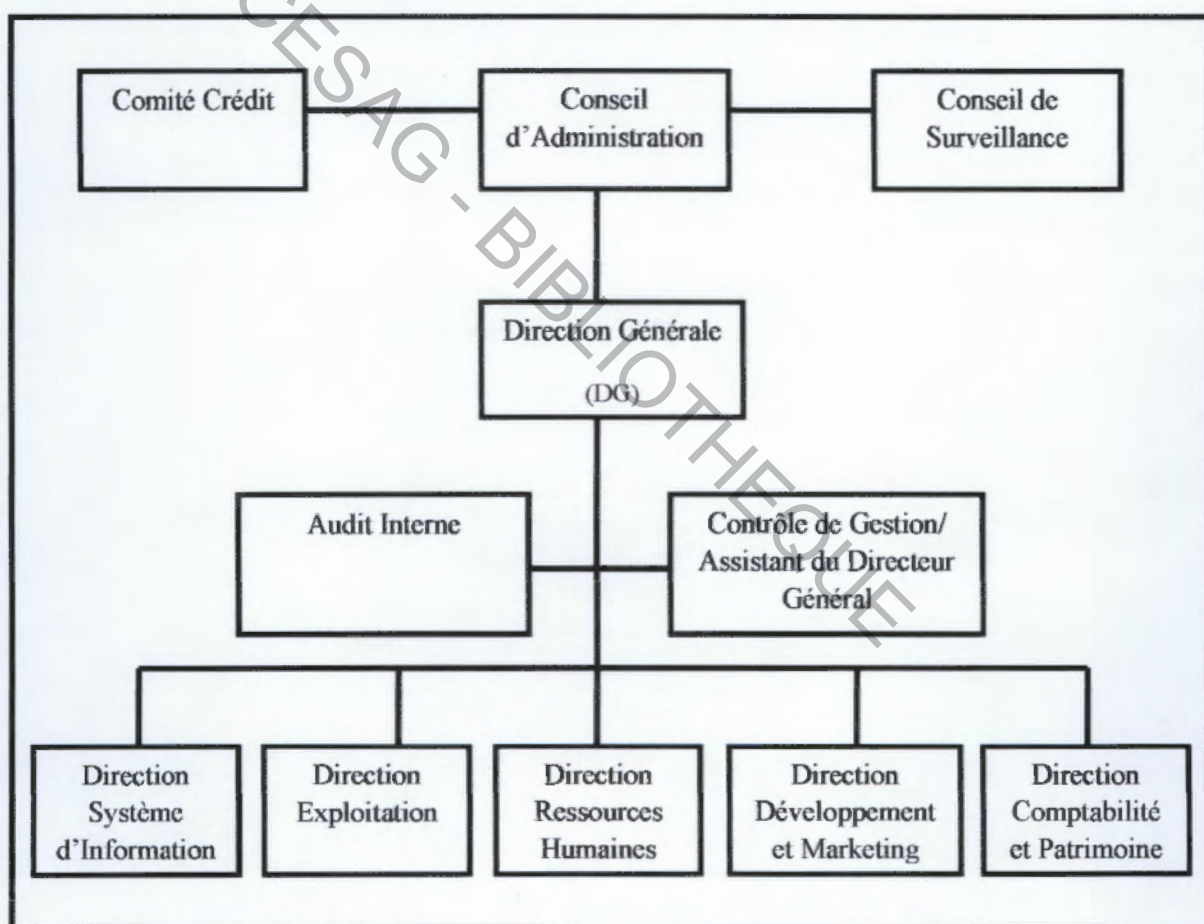 CESAG - BIBLIOTHEQUE
Comité Crédit
Conseil
d'Administration
Conseil de
Surveillance
Direction Générale
(DG)
Audit Interne
Contrôle de Gestion/
Assistant du Directeur
Général
Direction
Système
d'Information
Direction
Exploitation
Direction
Ressources
Humaines
Direction
Développement
et Marketing
Direction
Comptabilité
et Patrimoine